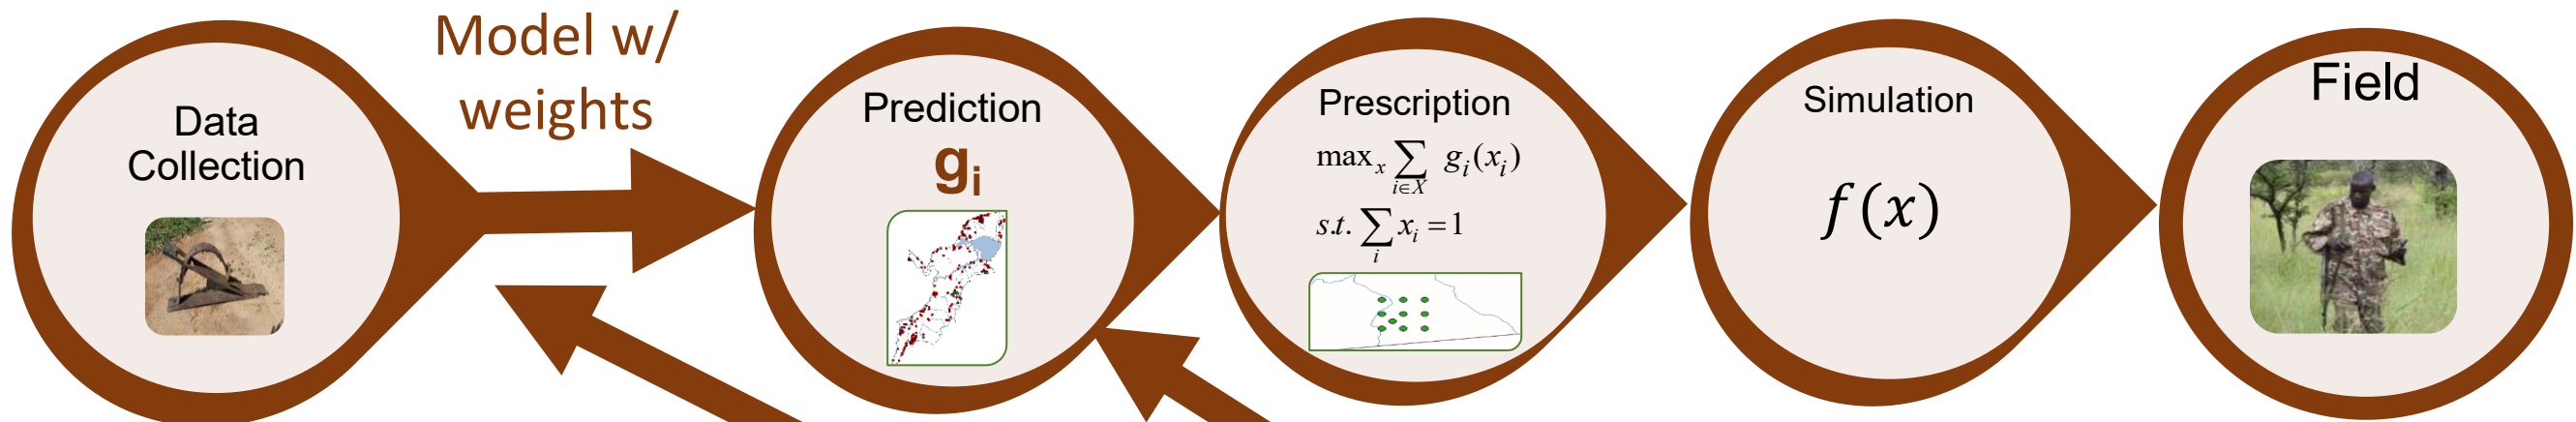 Data
Collection
Model w/
weights
Prediction
gᵢ
Prescription
maxₓ ∑ gᵢ(xᵢ)
i∈X
s.t. ∑ xᵢ = 1
i
Simulation
f(x)
Field